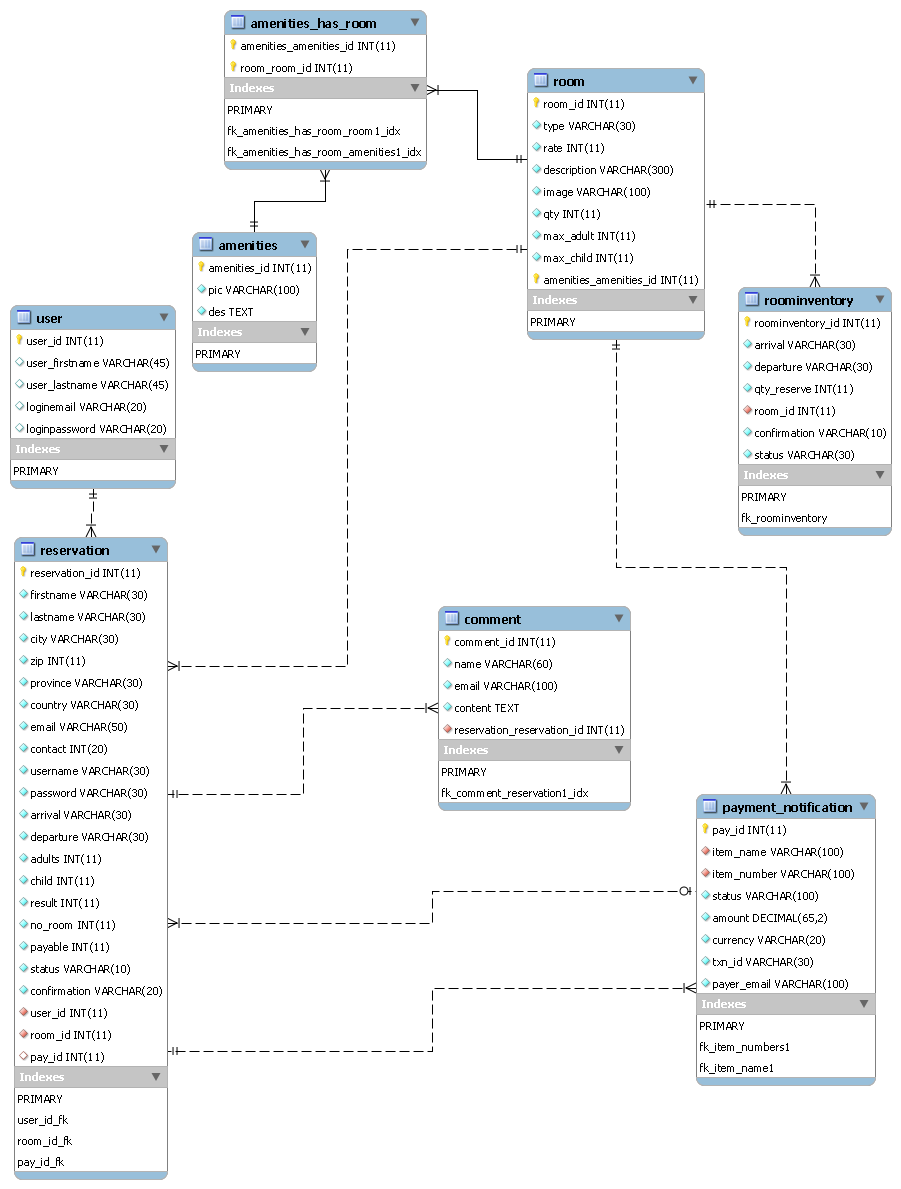 amenities_has_room
amenities_amenities_id INT(11)
room_room_id INT(11)
Indexes
PRIMARY
fk_amenities_has_room_room1_idx
fk_amenities_has_room_amenities1_idx
room
room_id INT(11)
type VARCHAR(30)
rate INT(11)
description VARCHAR(300)
image VARCHAR(100)
qty INT(11)
max_adult INT(11)
max_child INT(11)
amenities_amenities_id INT(11)
Indexes
PRIMARY
amenities
amenities_id INT(11)
pic VARCHAR(100)
des TEXT
Indexes
PRIMARY
roominventory
roominventory_id INT(11)
arrival VARCHAR(30)
departure VARCHAR(30)
qty_reserve INT(11)
room_id INT(11)
confirmation VARCHAR(10)
status VARCHAR(30)
Indexes
PRIMARY
fk_roominventory
user
user_id INT(11)
user_firstname VARCHAR(45)
user_lastname VARCHAR(45)
loginemail VARCHAR(20)
loginpassword VARCHAR(20)
Indexes
PRIMARY
reservation
reservation_id INT(11)
firstname VARCHAR(30)
lastname VARCHAR(30)
city VARCHAR(30)
zip INT(11)
province VARCHAR(30)
country VARCHAR(30)
email VARCHAR(50)
contact INT(20)
username VARCHAR(30)
password VARCHAR(30)
arrival VARCHAR(30)
departure VARCHAR(30)
adults INT(11)
child INT(11)
result INT(11)
no_room INT(11)
payable INT(11)
status VARCHAR(10)
confirmation VARCHAR(20)
user_id INT(11)
room_id INT(11)
pay_id INT(11)
Indexes
PRIMARY
user_id_fk
room_id_fk
pay_id_fk
comment
comment_id INT(11)
name VARCHAR(60)
email VARCHAR(100)
content TEXT
reservation_reservation_id INT(11)
Indexes
PRIMARY
fk_comment_reservation1_idx
payment_notification
pay_id INT(11)
item_name VARCHAR(100)
item_number VARCHAR(100)
status VARCHAR(100)
amount DECIMAL(65,2)
currency VARCHAR(20)
txn_id VARCHAR(30)
payer_email VARCHAR(100)
Indexes
PRIMARY
fk_item_numbers1
fk_item_name1